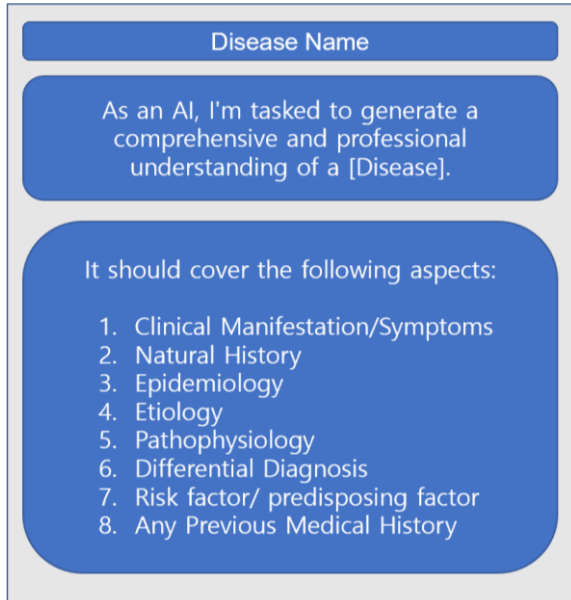 Disease Name
As an AI, I'm tasked to generate a
comprehensive and professional
understanding of a [Disease].
It should cover the following aspects:
1. Clinical Manifestation/Symptoms
2. Natural History
3. Epidemiology
4. Etiology
5. Pathophysiology
6. Differential Diagnosis
7. Risk factor/ predisposing factor
8. Any Previous Medical History